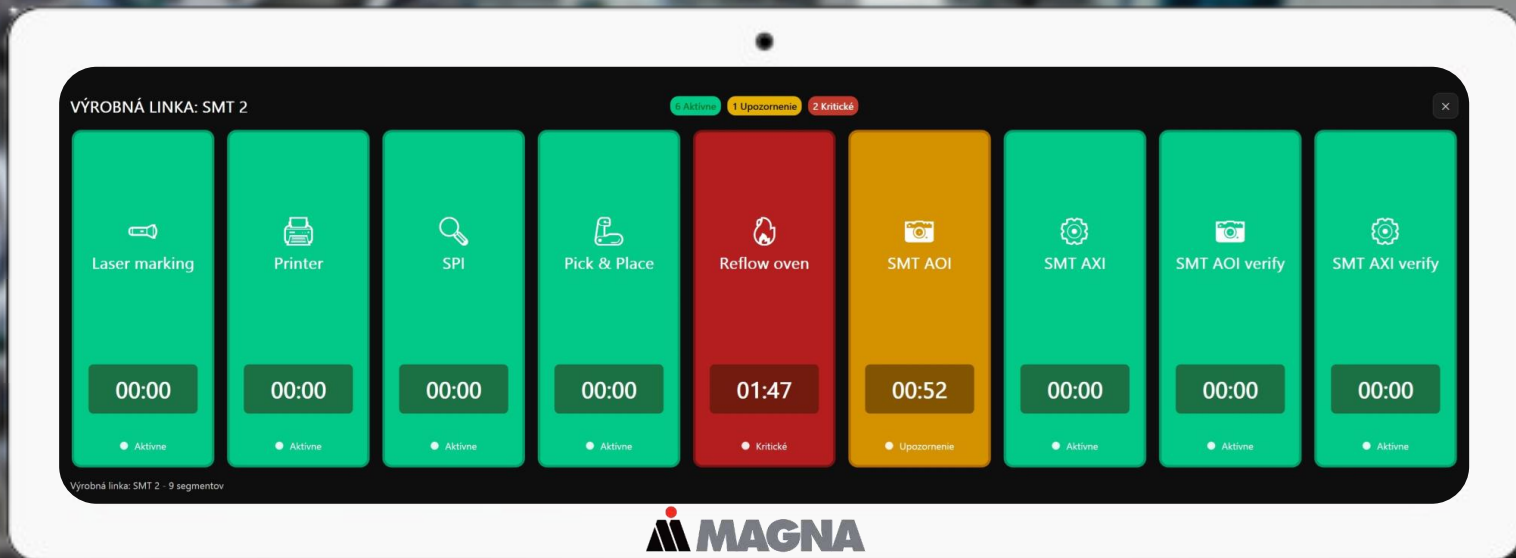 VÝROBNÁ LINKA: SMT 2
6 Aktívne
1 Upozornenie
2 Kritické
Laser marking
00:00
Aktívne
Printer
00:00
Aktívne
SPI
00:00
Aktívne
Pick & Place
00:00
Aktívne
Reflow oven
01:47
Kritické
SMT AOI
00:52
Upozornenie
SMT AXI
00:00
Aktívne
SMT AOI verify
00:00
Aktívne
SMT AXI verify
00:00
Aktívne
Výrobná linka: SMT 2 - 9 segmentov
MAGNA